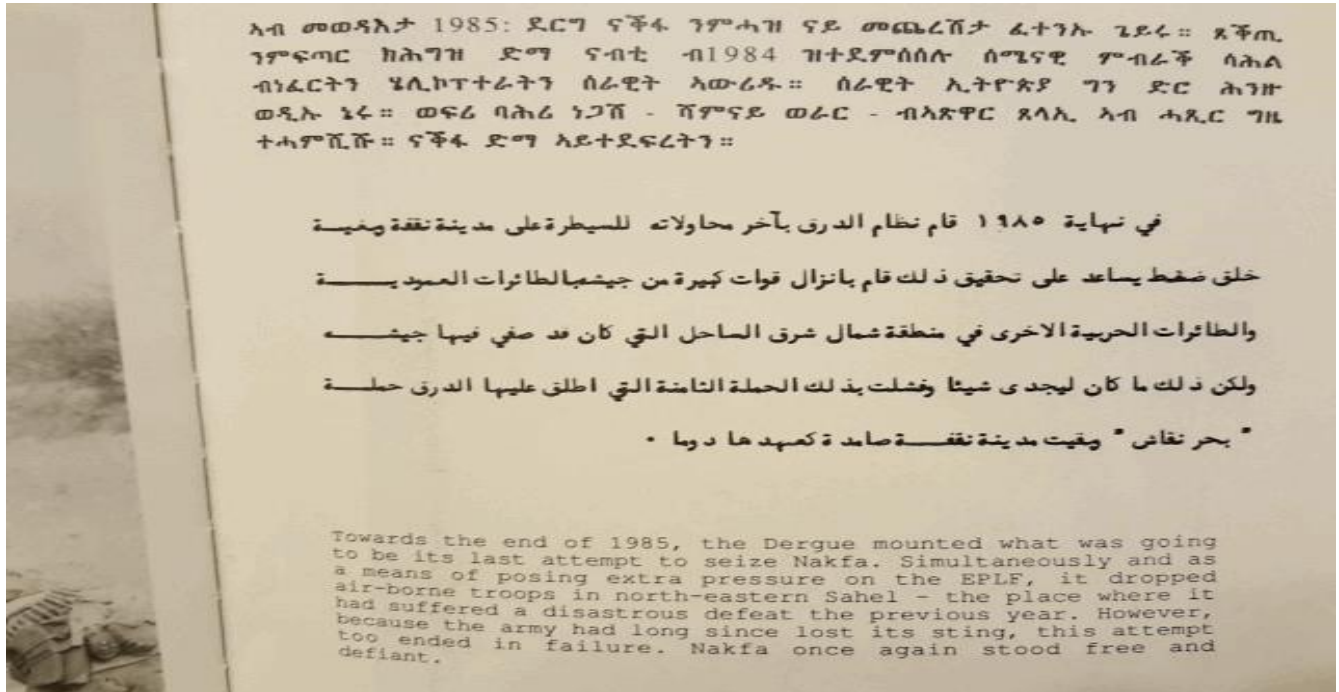 ኣብ መወዳእታ 1985: ደርግ ናቕፋ ንምሓዝ ናይ መጨረሽታ ፈተንኡ ጌይሩ። ጸቕጢ
ንምፍጣር ክሕግዝ ድማ ናብቲ ብ1984 ዝተደምሰሰሉ ሰሜናዊ ምብራቕ ሳሕል
ብነፈርትን ሄሊኮፕተራትን ሰራዊት ኣውሪዱ። ሰራዊት ኢትዮጵያ ግን ድሮ ሕንዙ
ወዲኡ ኔሩ። ወፍሪ ባሕሪ ነጋሽ - ሻምናይ ወራር - ብኣጽዋር ጸላኢ ኣብ ሓጺር ግዜ
ተሓምሺሹ። ናቕፋ ድማ ኣይተደፍረትን።
في نهاية ١٩٨٥ قام نظام الدرق بآخر محاولاته للسيطرة على مدينة نقفة وبغيـــة
خلق ضغط يساعد على تحقيق ذلك قام بانزال قوات كبيرة من جيشه بالطائرات العموديـــــة
والطائرات الحربية الاخرى في منطقة شمال شرق الساحل التي كان قد صفي فيها جيشـــــه
ولكن ذلك ما كان ليجدى شيئا وفشلت بذلك الحملة الثامنة التي اطلق عليها الدرق حملـــــة
" بحر نقاش " وبقيت مدينة نقفـــــة صامدة كعهدها دوما .
Towards the end of 1985, the Dergue mounted what was going
to be its last attempt to seize Nakfa. Simultaneously and as
a means of posing extra pressure on the EPLF, it dropped
air-borne troops in north-eastern Sahel - the place where it
had suffered a disastrous defeat the previous year. However,
because the army had long since lost its sting, this attempt
too ended in failure. Nakfa once again stood free and
defiant.